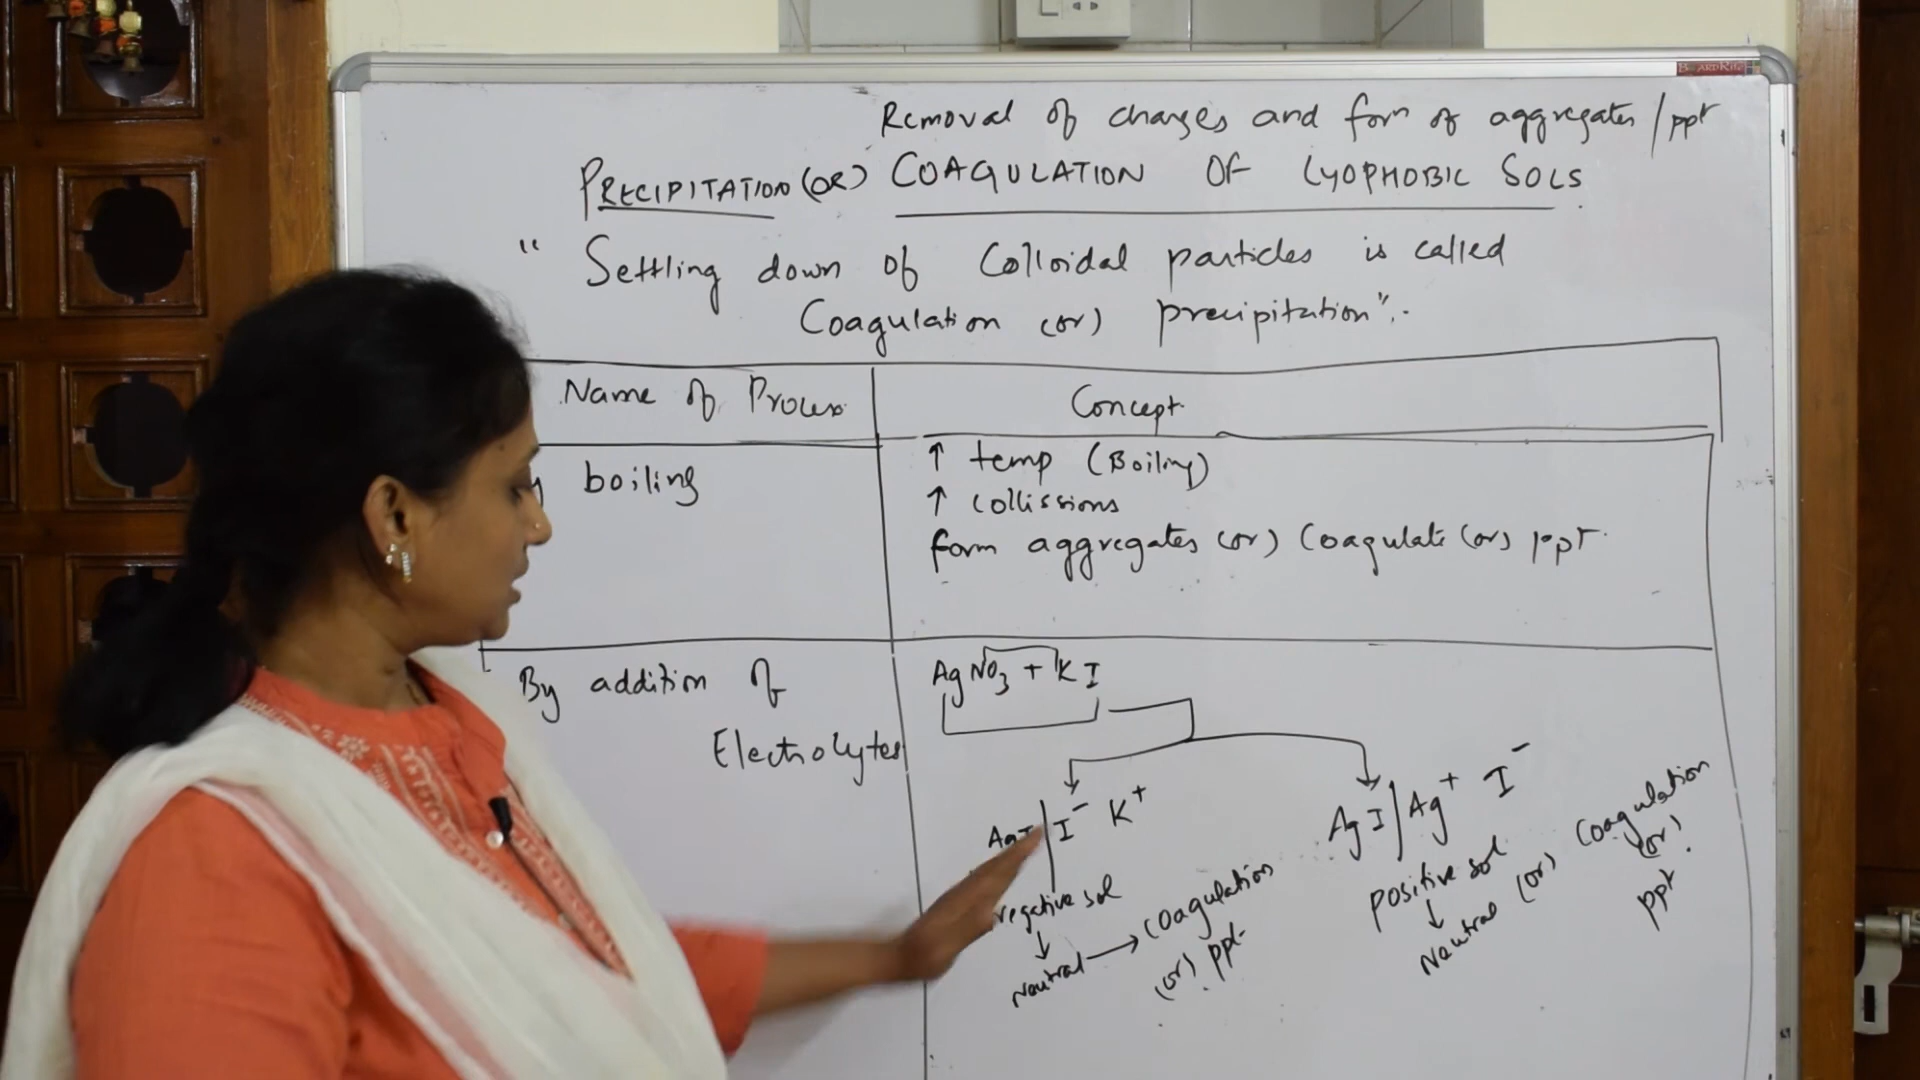 Removal of charges and form of aggregates / ppt
PRECIPITATION (OR) COAGULATION OF LYOPHOBIC SOLS
" Settling down of Colloidal particles is called
Coagulation (or) precipitation".
Name of Process
Concept
boiling
↑ temp (Boiling)
↑ Collissions
form aggregates (or) Coagulate (or) ppt.
By addition of
Electrolytes
AgNO₃ + KI
I⁻ K⁺
AgI | Ag⁺ I⁻
negative sol
↓
Neutral → Coagulation
(or) ppt
Positive sol
↓
Neutral (or) Coagulation
(or)
ppt